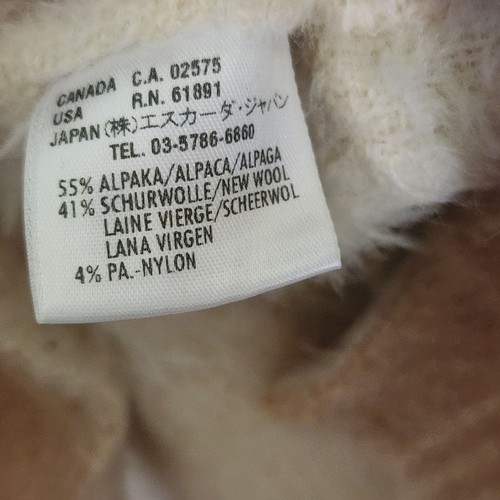 CANADA C.A. 02575
USA R.N. 61891
JAPAN (株)エスカーダ・ジャパン
TEL. 03-5786-6860
55% ALPAKA/ALPACA/ALPAGA
41% SCHURWOLLE/NEW WOOL
LAINE VIERGE/SCHEERWOL
LANA VIRGEN
4% PA.-NYLON